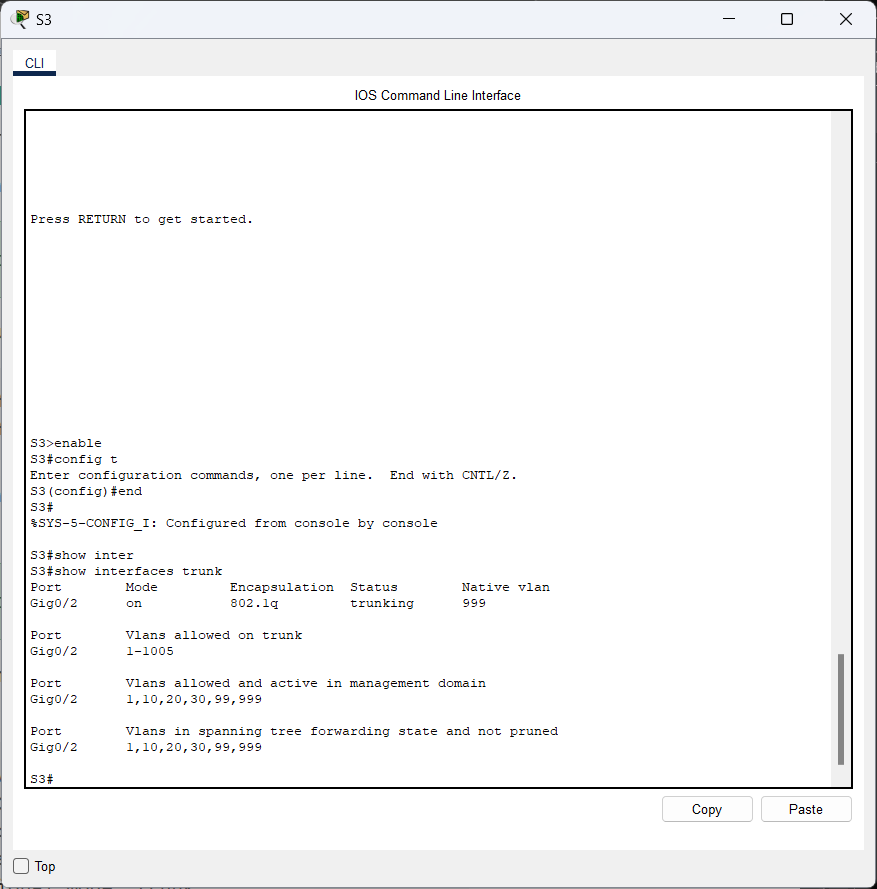 S3
CLI
IOS Command Line Interface
Press RETURN to get started.
S3>enable
S3#config t
Enter configuration commands, one per line.  End with CNTL/Z.
S3(config)#end
S3#
%SYS-5-CONFIG_I: Configured from console by console
S3#show inter
S3#show interfaces trunk
Port        Mode         Encapsulation  Status        Native vlan
Gig0/2      on           802.1q         trunking      999
Port        Vlans allowed on trunk
Gig0/2      1-1005
Port        Vlans allowed and active in management domain
Gig0/2      1,10,20,30,99,999
Port        Vlans in spanning tree forwarding state and not pruned
Gig0/2      1,10,20,30,99,999
S3#
Copy Paste
Top